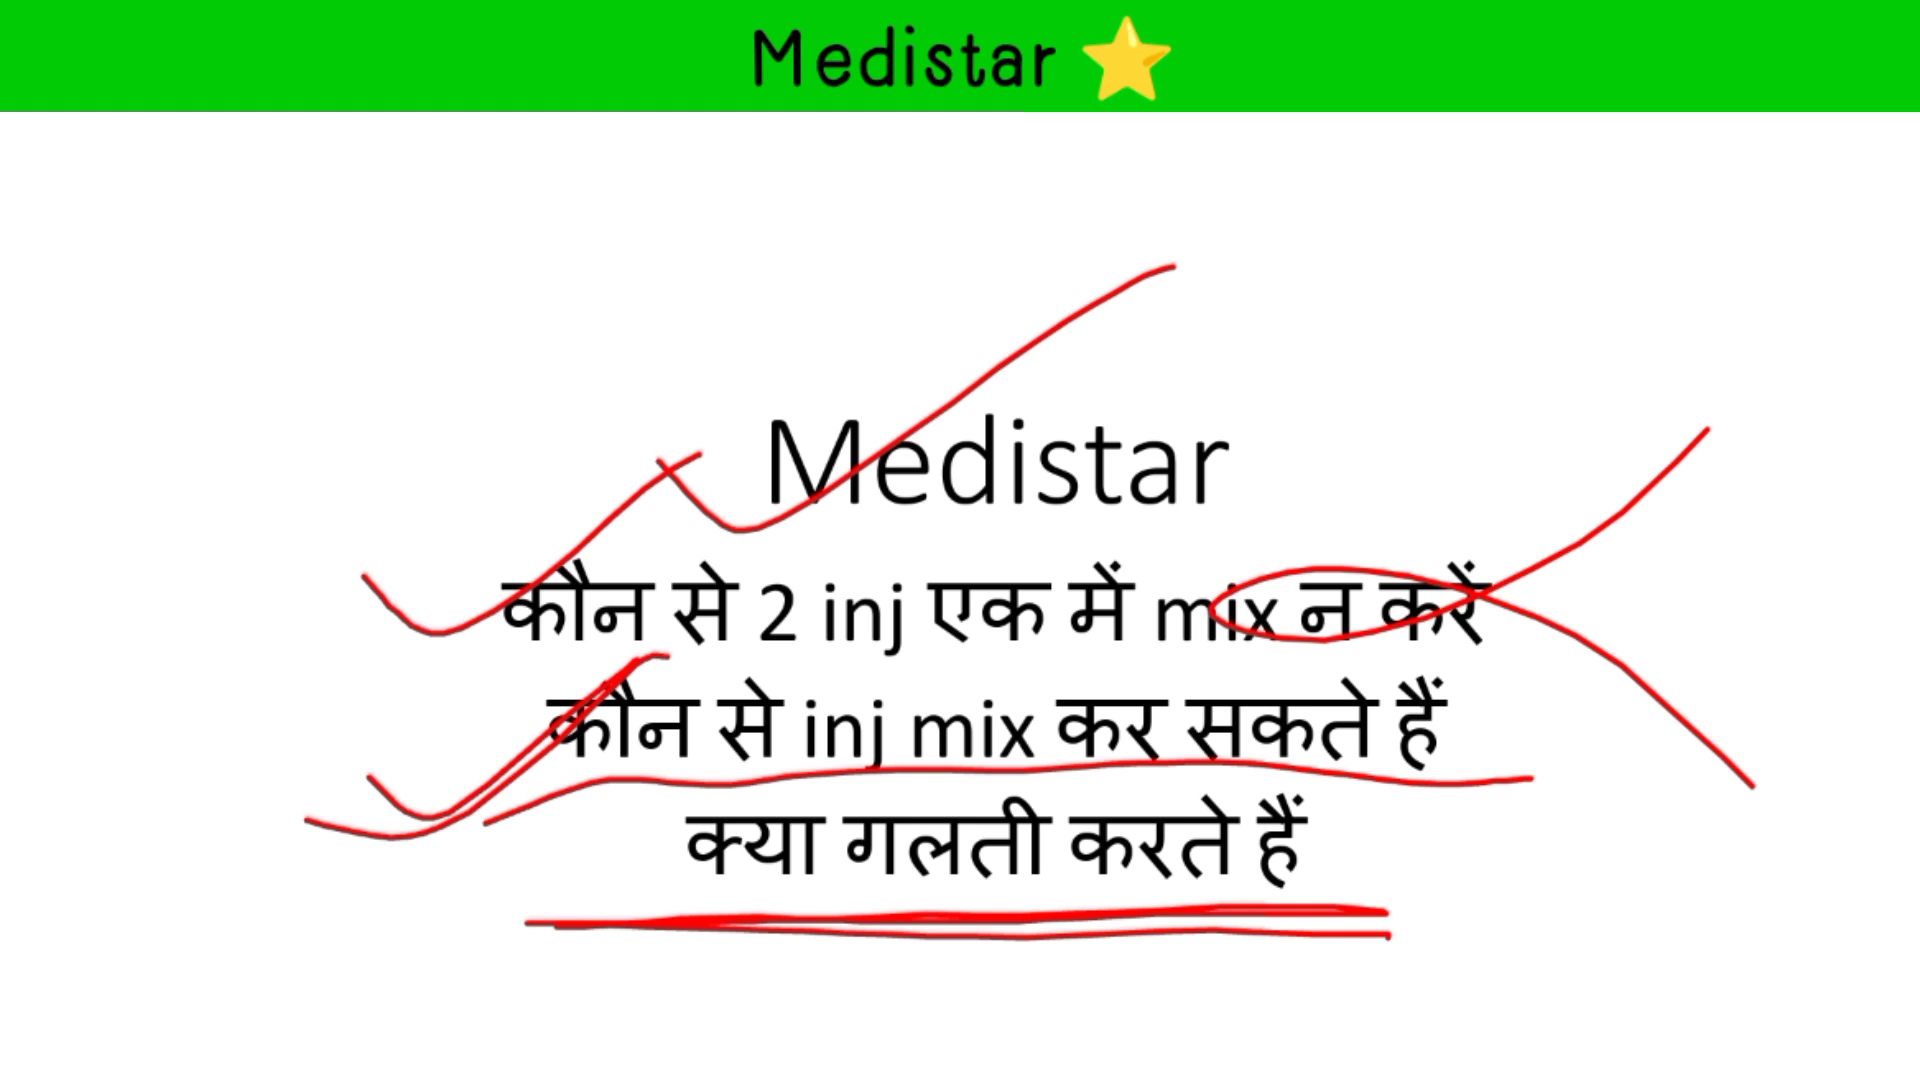 Medistar
Medistar
कौन से 2 inj एक में mix न करें
कौन से inj mix कर सकते हैं
क्या गलती करते हैं